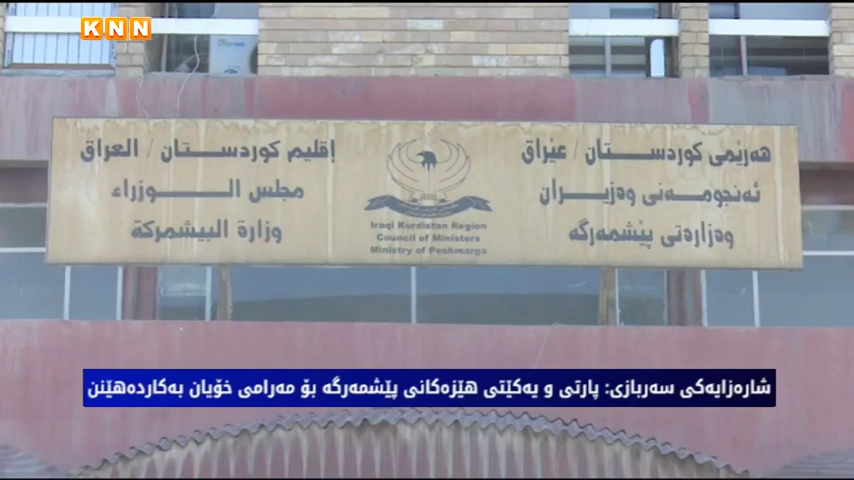 KNN
هەرێمی کوردستان / عێراق
ئەنجومەنی وەزیران
وەزارەتی پێشمەرگە
إقليم كوردستان / العراق
مجلس الوزراء
وزارة البيشمركة
Iraqi Kurdistan Region
Council of Ministers
Ministry of Peshmarga
شارەزایەکی سەربازی: پارتی و یەکێتی هێزەکانی پێشمەرگە بۆ مەرامی خۆیان بەکاردەهێنن